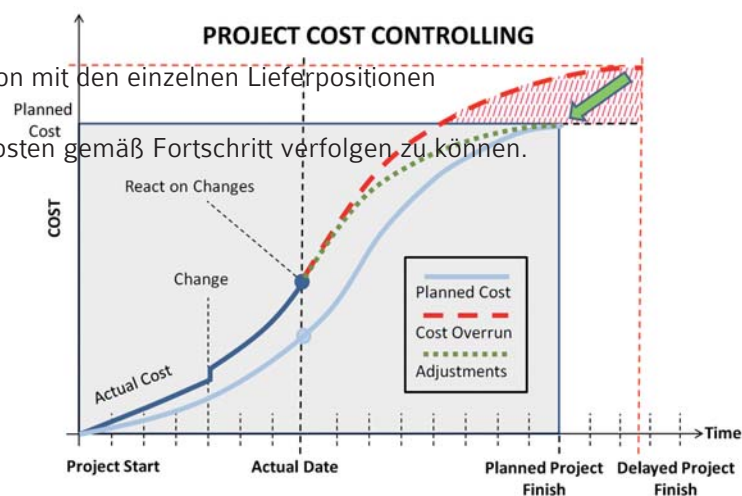 PROJECT COST CONTROLLING
on mit den einzelnen Lieferpositionen
Planned
Cost
osten gemäß Fortschritt verfolgen zu können.
React on Changes
COST
Change
Planned Cost
Cost Overrun
Adjustments
Actual Cost
Time
Project Start
Actual Date
Planned Project
Finish
Delayed Project
Finish